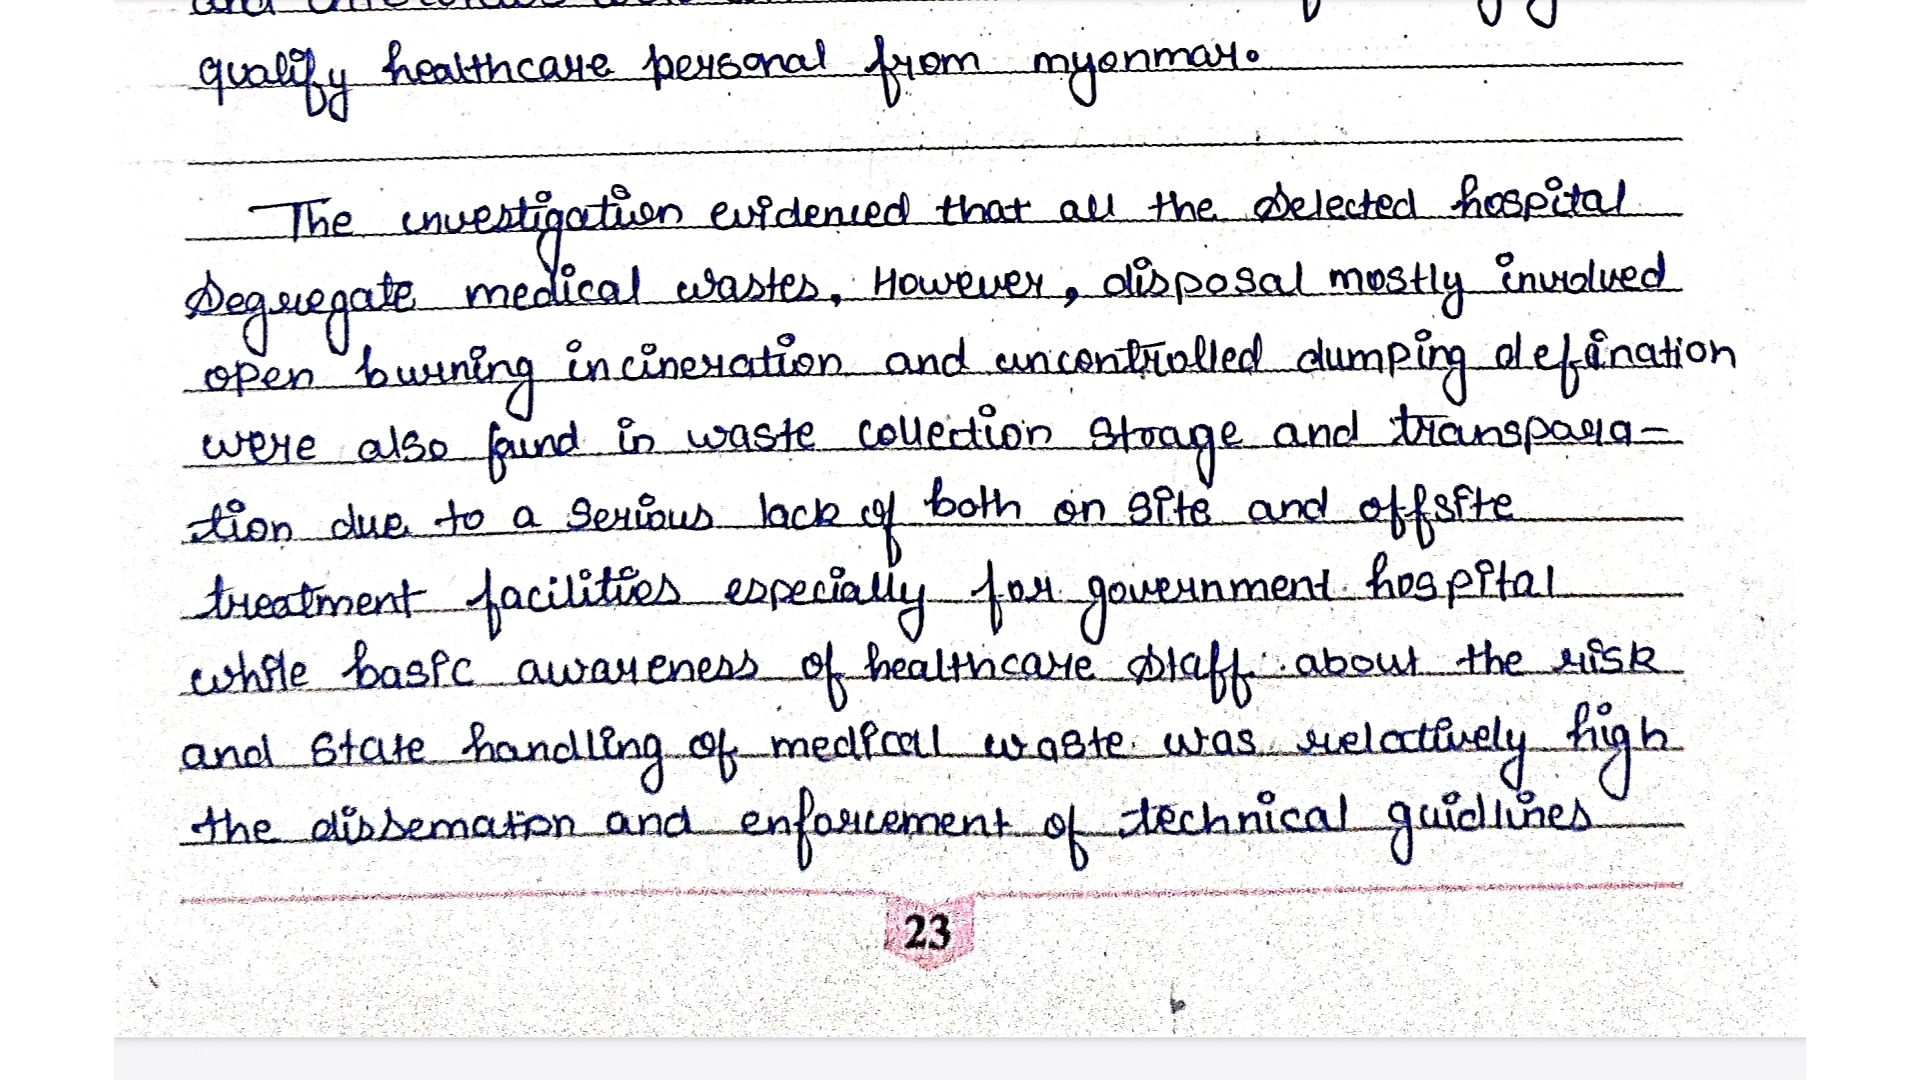 qualify healthcare personal from myonmar.
The investigation evidenced that all the selected hospital
segregate medical wastes, However, disposal mostly involved
open burning incineration and uncontrolled dumping defination
were also found in waste collection storage and transpara-
tion due to a serious lack of both on site and offsite
treatment facilities especially for government hospital
while basic awareness of healthcare staff about the risk
and state handling of medical waste was relactively high
the dissemation and enforcement of technical guidlines
23